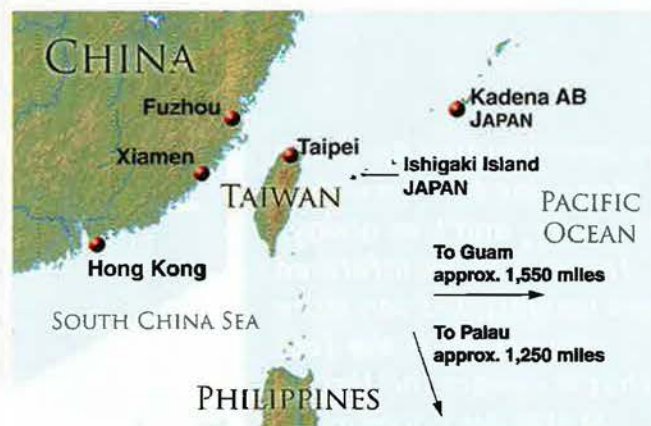 CHINA
Fuzhou
Xiamen
Taipei
TAIWAN
Hong Kong
SOUTH CHINA SEA
PHILIPPINES
Kadena AB
JAPAN
Ishigaki Island
JAPAN
PACIFIC
OCEAN
To Guam
approx. 1,550 miles
To Palau
approx. 1,250 miles